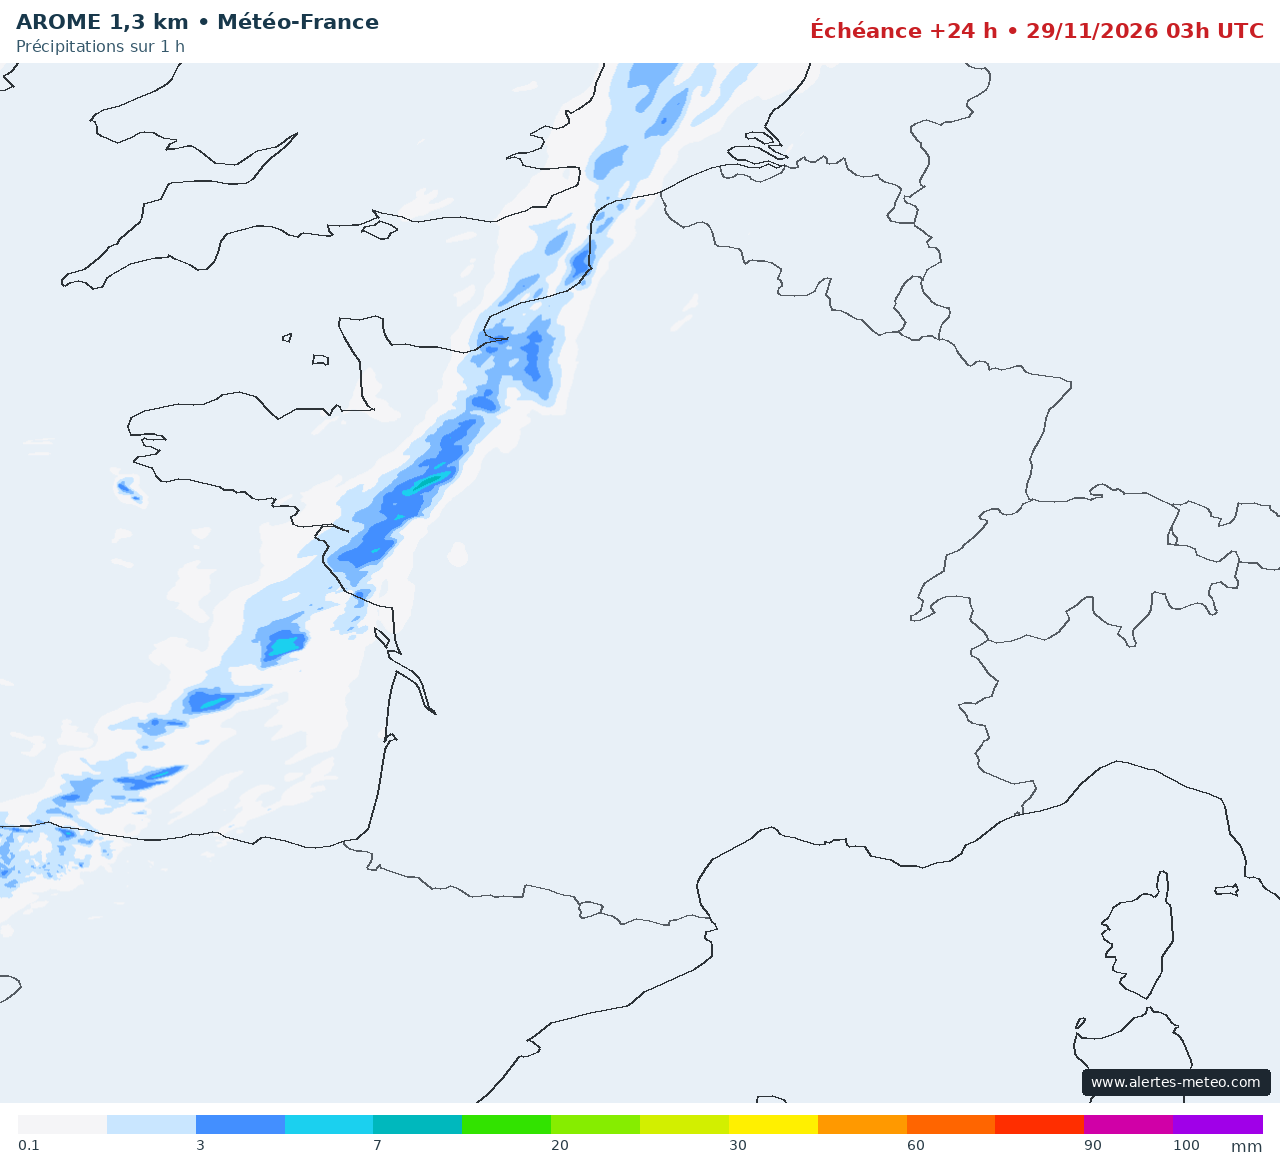 AROME 1,3 km • Météo-France
Précipitations sur 1 h
Échéance +24 h • 29/11/2026 03h UTC
www.alertes-meteo.com
0.1 3 7 20 30 60 90 100 mm